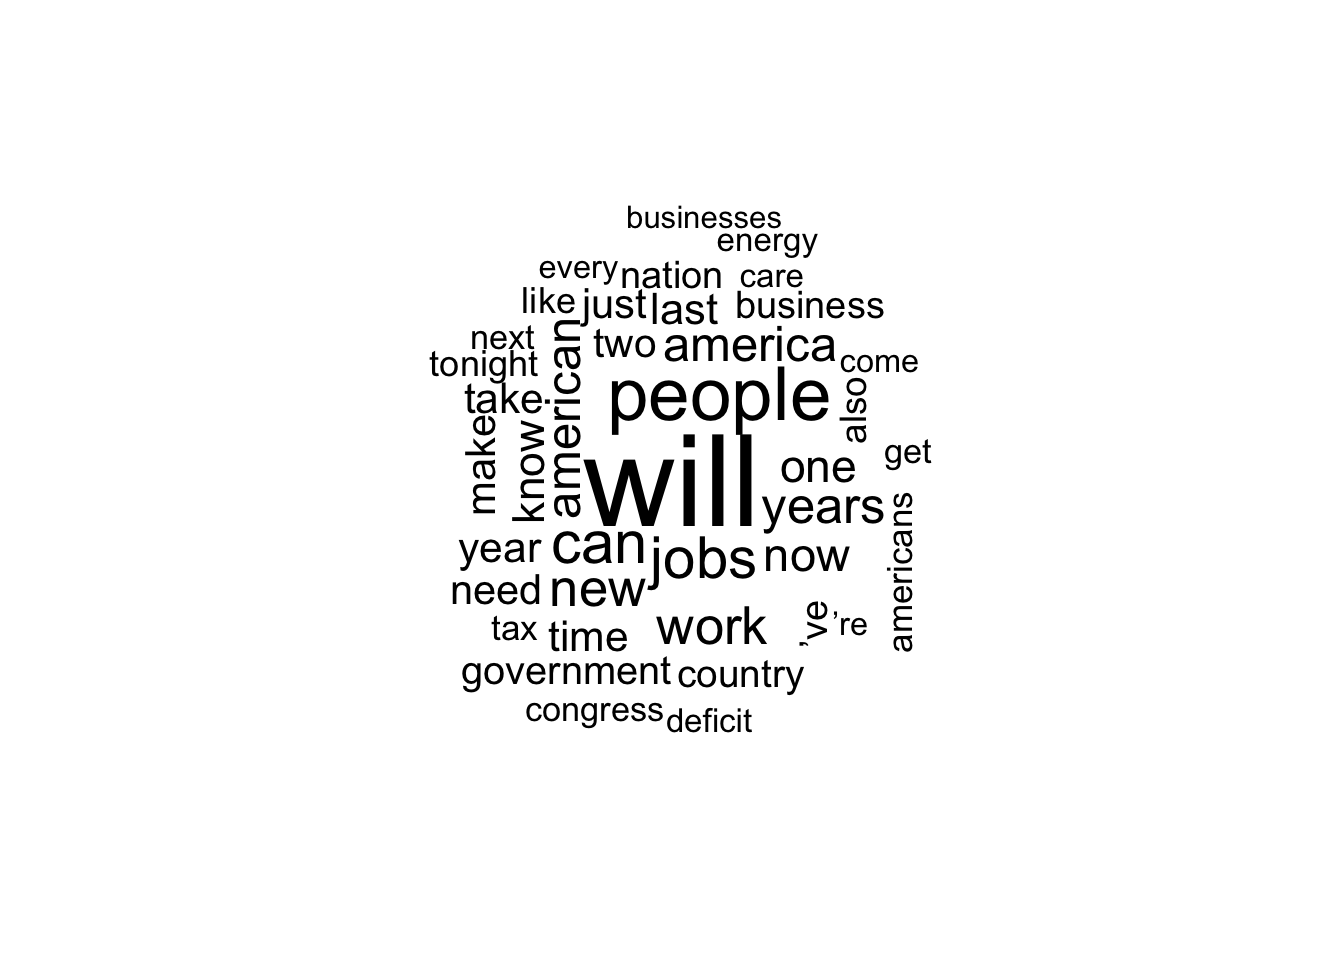 businesses
energy
every nation care
like just last business
next two america come
tonight
take people also
make know american will one get
years
americans
year can jobs now
need new
tax time work ’ve ’re
government country
congress deficit